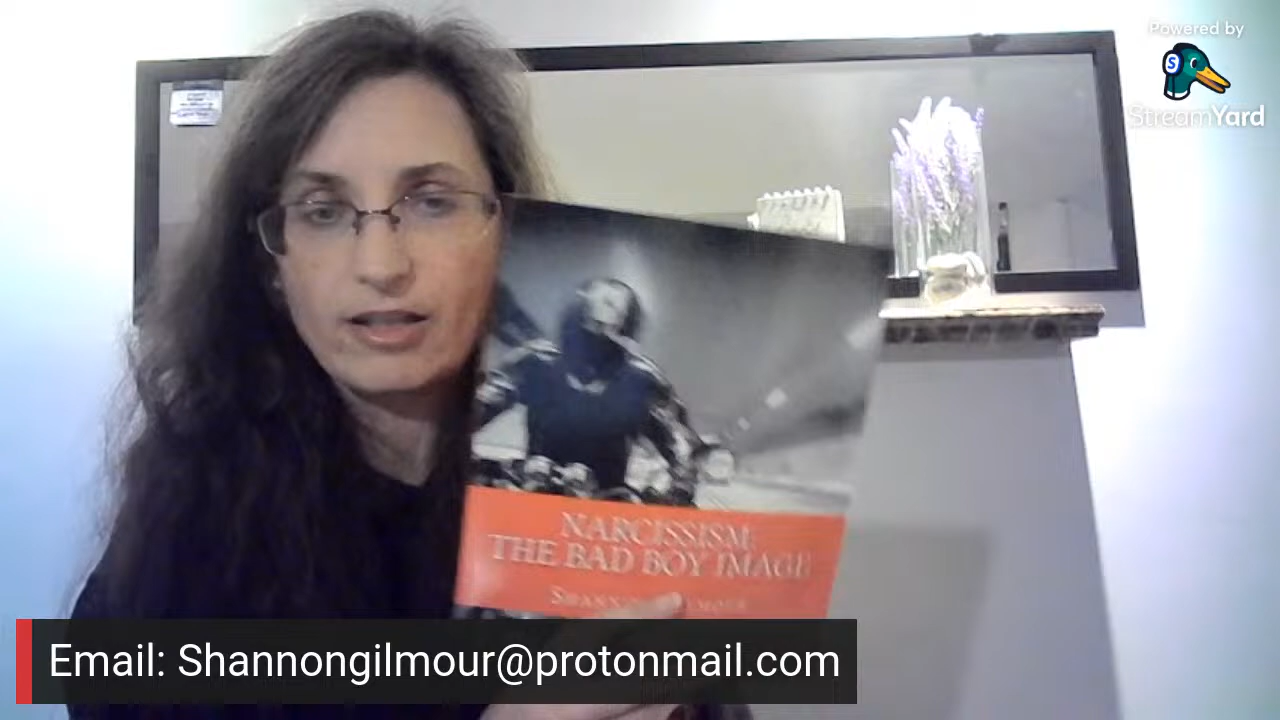 Powered by
StreamYard
NARCISSISM
THE BAD BOY IMAGE
Email: Shannongilmour@protonmail.com